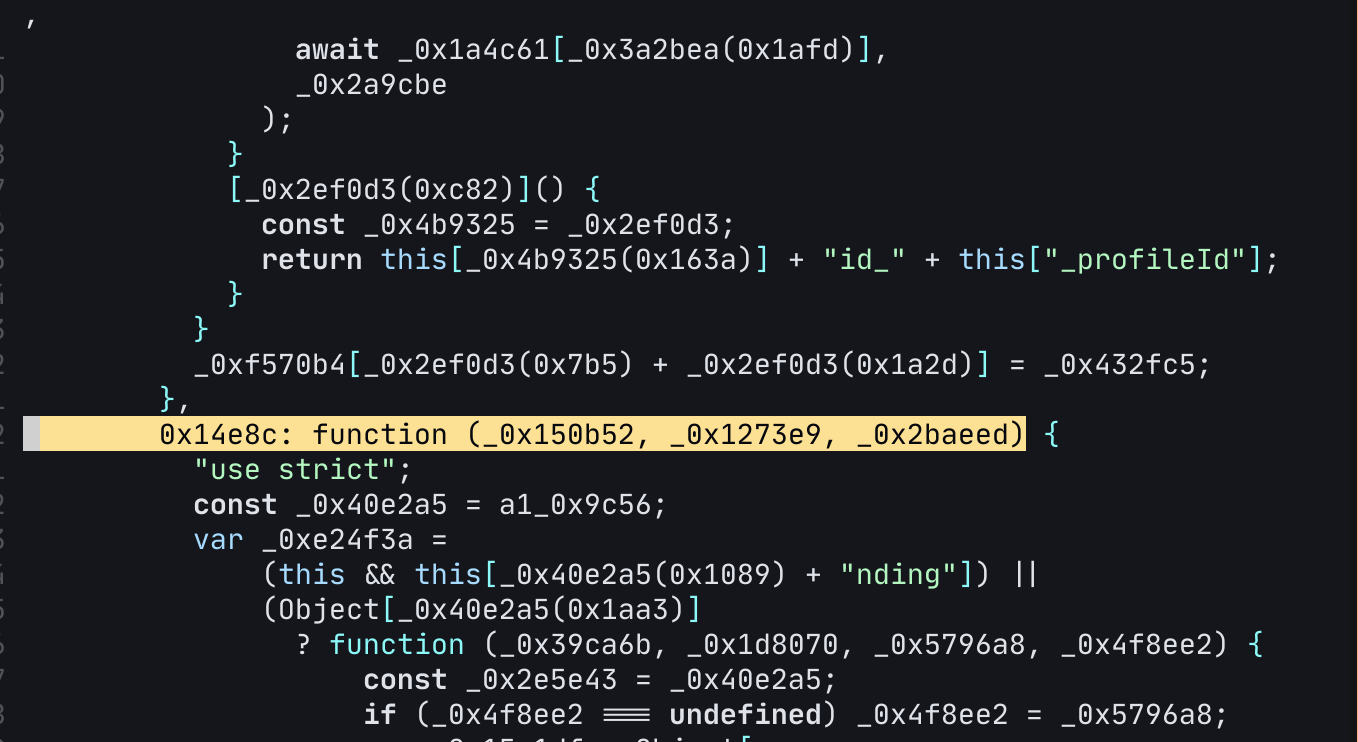 ,
await _0x1a4c61[_0x3a2bea(0x1afd)],
_0x2a9cbe
);
}
[_0x2ef0d3(0xc82)]() {
const _0x4b9325 = _0x2ef0d3;
return this[_0x4b9325(0x163a)] + "id_" + this["_profileId"];
}
}
_0xf570b4[_0x2ef0d3(0x7b5) + _0x2ef0d3(0x1a2d)] = _0x432fc5;
},
0x14e8c: function (_0x150b52, _0x1273e9, _0x2baeed) {
"use strict";
const _0x40e2a5 = a1_0x9c56;
var _0xe24f3a =
(this && this[_0x40e2a5(0x1089) + "nding"]) ||
(Object[_0x40e2a5(0x1aa3)]
? function (_0x39ca6b, _0x1d8070, _0x5796a8, _0x4f8ee2) {
const _0x2e5e43 = _0x40e2a5;
if (_0x4f8ee2 === undefined) _0x4f8ee2 = _0x5796a8;